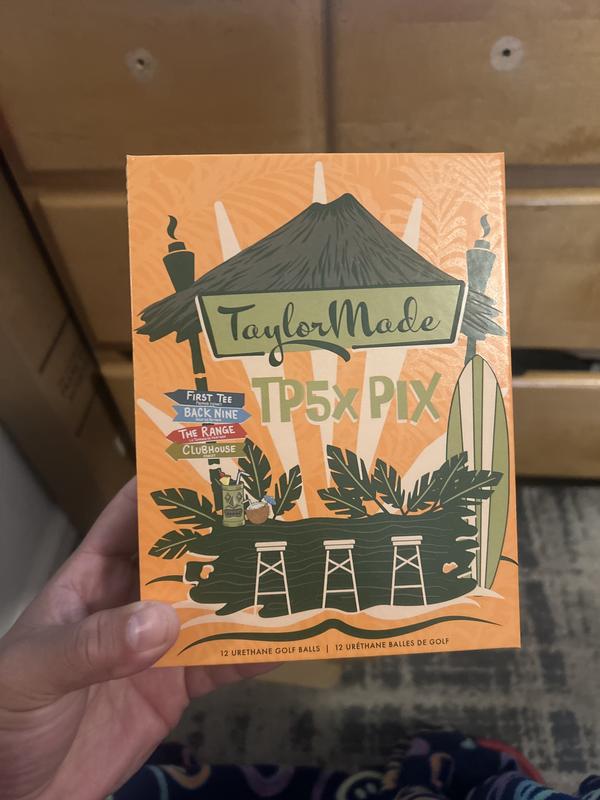 TaylorMade
TP5x PIX
FIRST TEE
BACK NINE
THE RANGE
CLUBHOUSE
12 URETHANE GOLF BALLS | 12 URÉTHANE BALLES DE GOLF